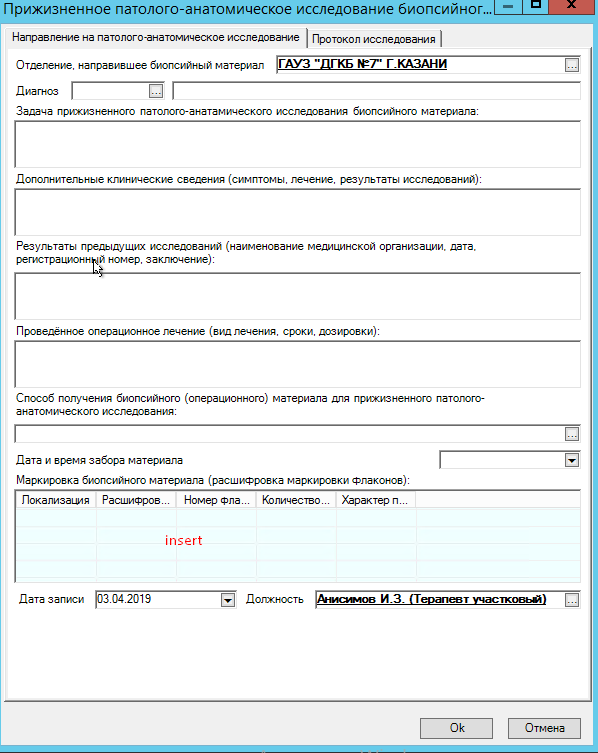 Прижизненное патолого-анатомическое исследование биопсийног...
Направление на патолого-анатомическое исследование
Протокол исследования
Отделение, направившее биопсийный материал ГАУЗ "ДГКБ №7" Г.КАЗАНИ ...
Диагноз ...
Задача прижизненного патолого-анатамического исследования биопсийного материала:
Дополнительные клинические сведения (симптомы, лечение, результаты исследований):
Результаты предыдущих исследований (наименование медицинской организации, дата,
регистрационный номер, заключение):
Проведённое операционное лечение (вид лечения, сроки, дозировки):
Способ получения биопсийного (операционного) материала для прижизненного патолого-
анатомического исследования:
...
Дата и время забора материала
Маркировка биопсийного материала (расшифровка маркировки флаконов):
Локализация Расшифров... Номер фла... Количество... Характер п...
insert
Дата записи 03.04.2019 Должность Анисимов И.З. (Терапевт участковый) ...
Ok Отмена